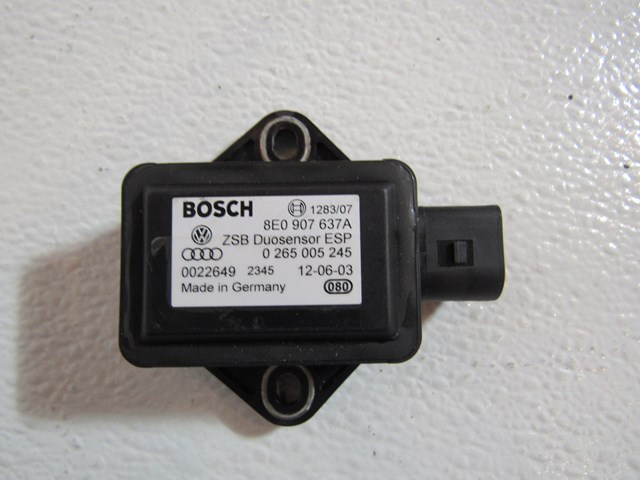 BOSCH 1283/07
8E0 907 637A
ZSB Duosensor ESP
0 265 005 245
0022649 2345 12-06-03
Made in Germany 080